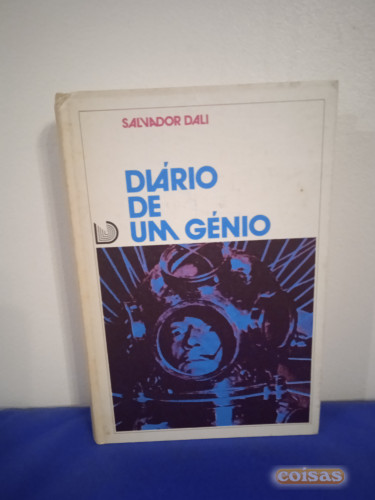 SALVADOR DALI
DIÁRIO
DE
UM GÉNIO
coisas